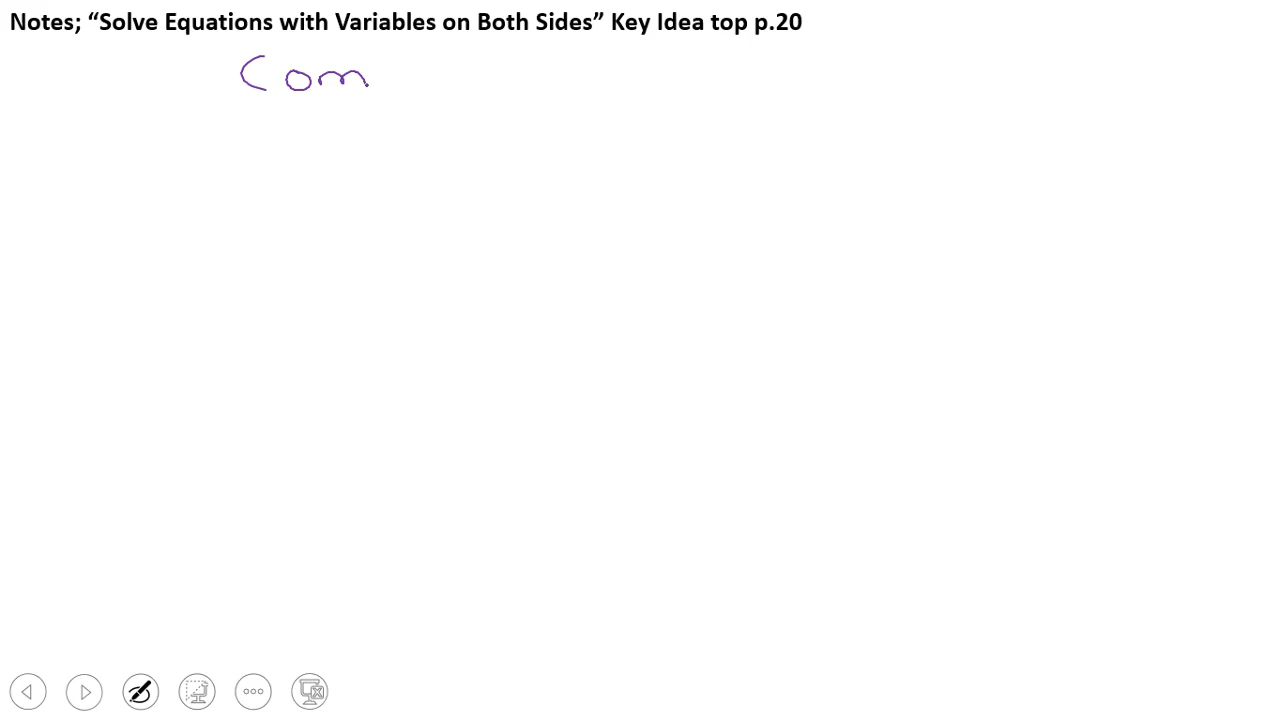 Notes; “Solve Equations with Variables on Both Sides” Key Idea top p.20
Com